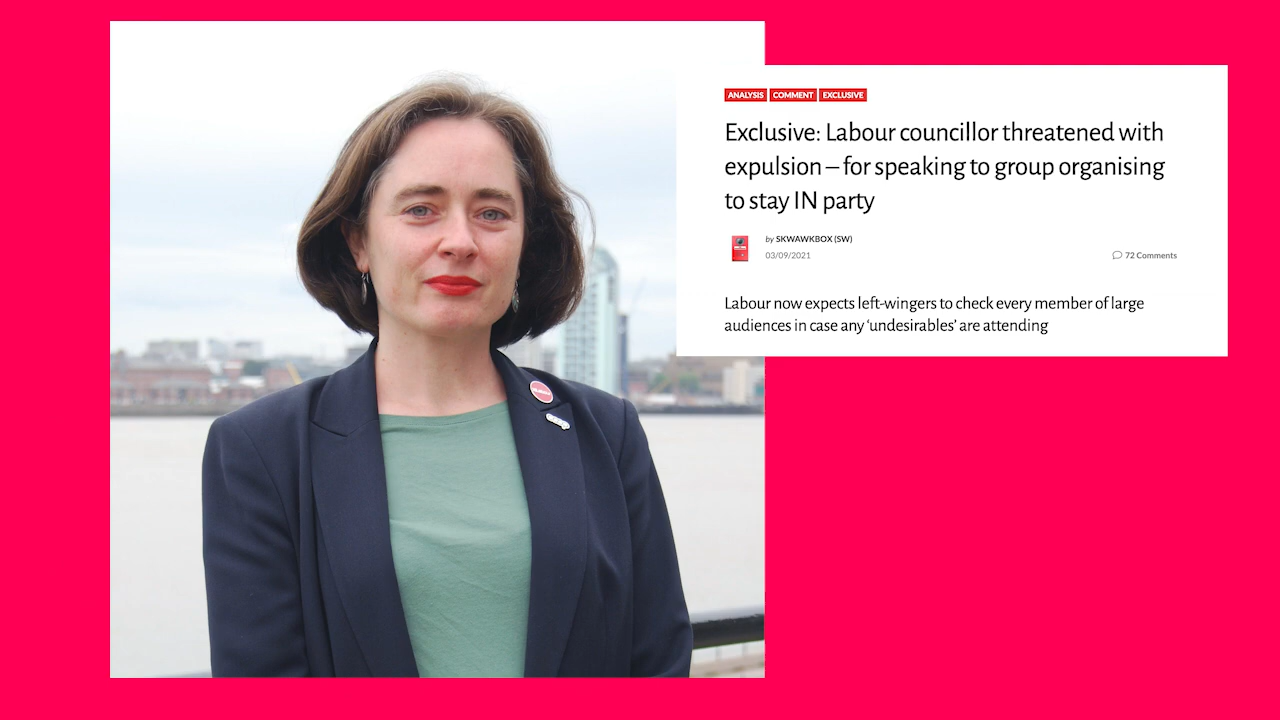 ANALYSIS COMMENT EXCLUSIVE
Exclusive: Labour councillor threatened with
expulsion – for speaking to group organising
to stay IN party
by SKWAWKBOX (SW)
03/09/2021
72 Comments
Labour now expects left-wingers to check every member of large
audiences in case any ‘undesirables’ are attending